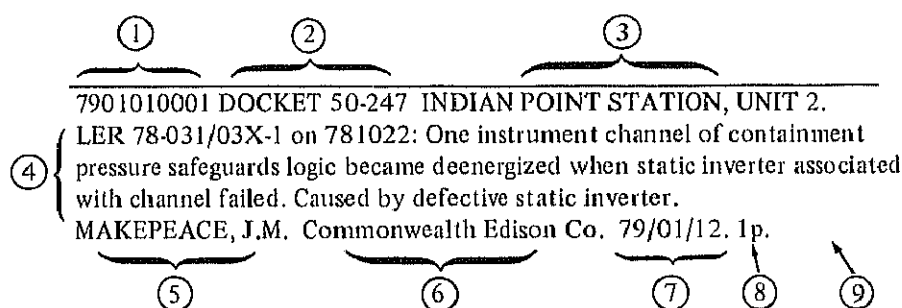 ① ② ③
7901010001 DOCKET 50-247 INDIAN POINT STATION, UNIT 2.
④ LER 78-031/03X-1 on 781022: One instrument channel of containment
pressure safeguards logic became deenergized when static inverter associated
with channel failed. Caused by defective static inverter.
MAKEPEACE, J.M. Commonwealth Edison Co. 79/01/12. 1p.
⑤ ⑥ ⑦ ⑧ ⑨